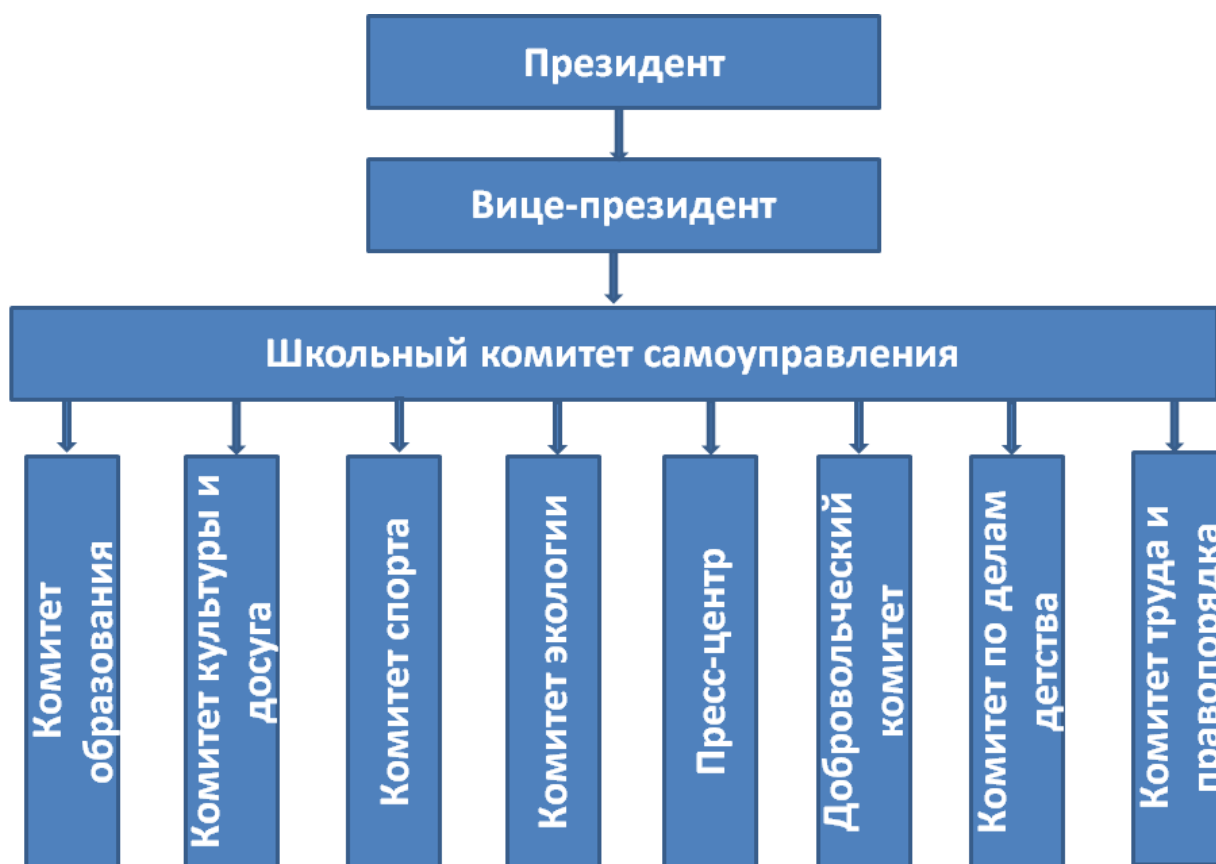 Президент
Вице-президент
Школьный комитет самоуправления
Комитет
образования
Комитет культуры и
досуга
Комитет спорта
Комитет экологии
Пресс-центр
Добровольческий
комитет
Комитет по делам
детства
Комитет труда и
правопорядка